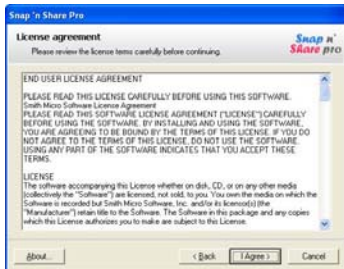 Snap 'n Share Pro
License agreement
Please review the license terms carefully before continuing.
Snap n'
Share pro
END USER LICENSE AGREEMENT
PLEASE READ THIS LICENSE CAREFULLY BEFORE USING THIS SOFTWARE.
Smith Micro Software License Agreement
PLEASE READ THIS SOFTWARE LICENSE AGREEMENT ("LICENSE") CAREFULLY
BEFORE USING THE SOFTWARE. BY INSTALLING AND USING THE SOFTWARE,
YOU ARE AGREEING TO BE BOUND BY THE TERMS OF THIS LICENSE. IF YOU DO
NOT AGREE TO THE TERMS OF THIS LICENSE, DO NOT USE THE SOFTWARE.
USING ANY PART OF THE SOFTWARE INDICATES THAT YOU ACCEPT THESE
TERMS.
LICENSE
The software accompanying this License whether on disk, CD, or on any other media
(collectively the "Software") are licensed, not sold, to you. You own the media on which the
Software is recorded but Smith Micro Software, Inc. and/or its licensor(s) (the
"Manufacturer") retain title to the Software. The Software in this package and any copies
which this License authorizes you to make are subject to this License.
About...
< Back
I Agree >
Cancel